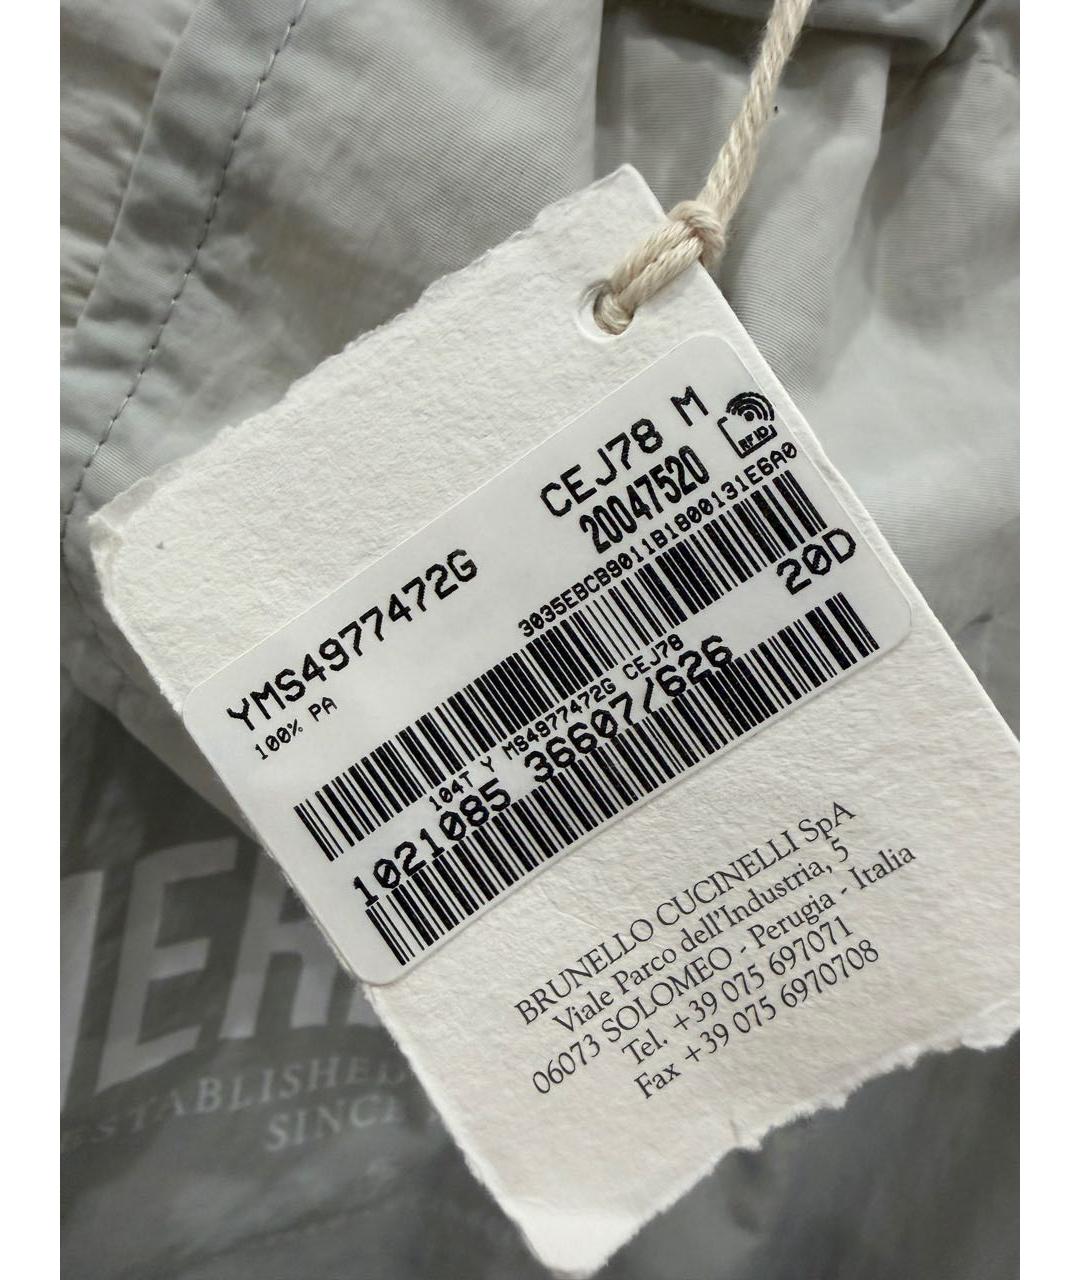 CEJ78 M
20047520
RFID
YMS4977472G
100% PA
3035EBCB9011B1800131E6A0
20D
104T Y MS4977472G CEJ78
1021085 36607/626
BRUNELLO CUCINELLI SpA
Viale Parco dell'Industria, 5
06073 SOLOMEO - Perugia - Italia
Tel. +39 075 697071
Fax +39 075 6970708
SINCE